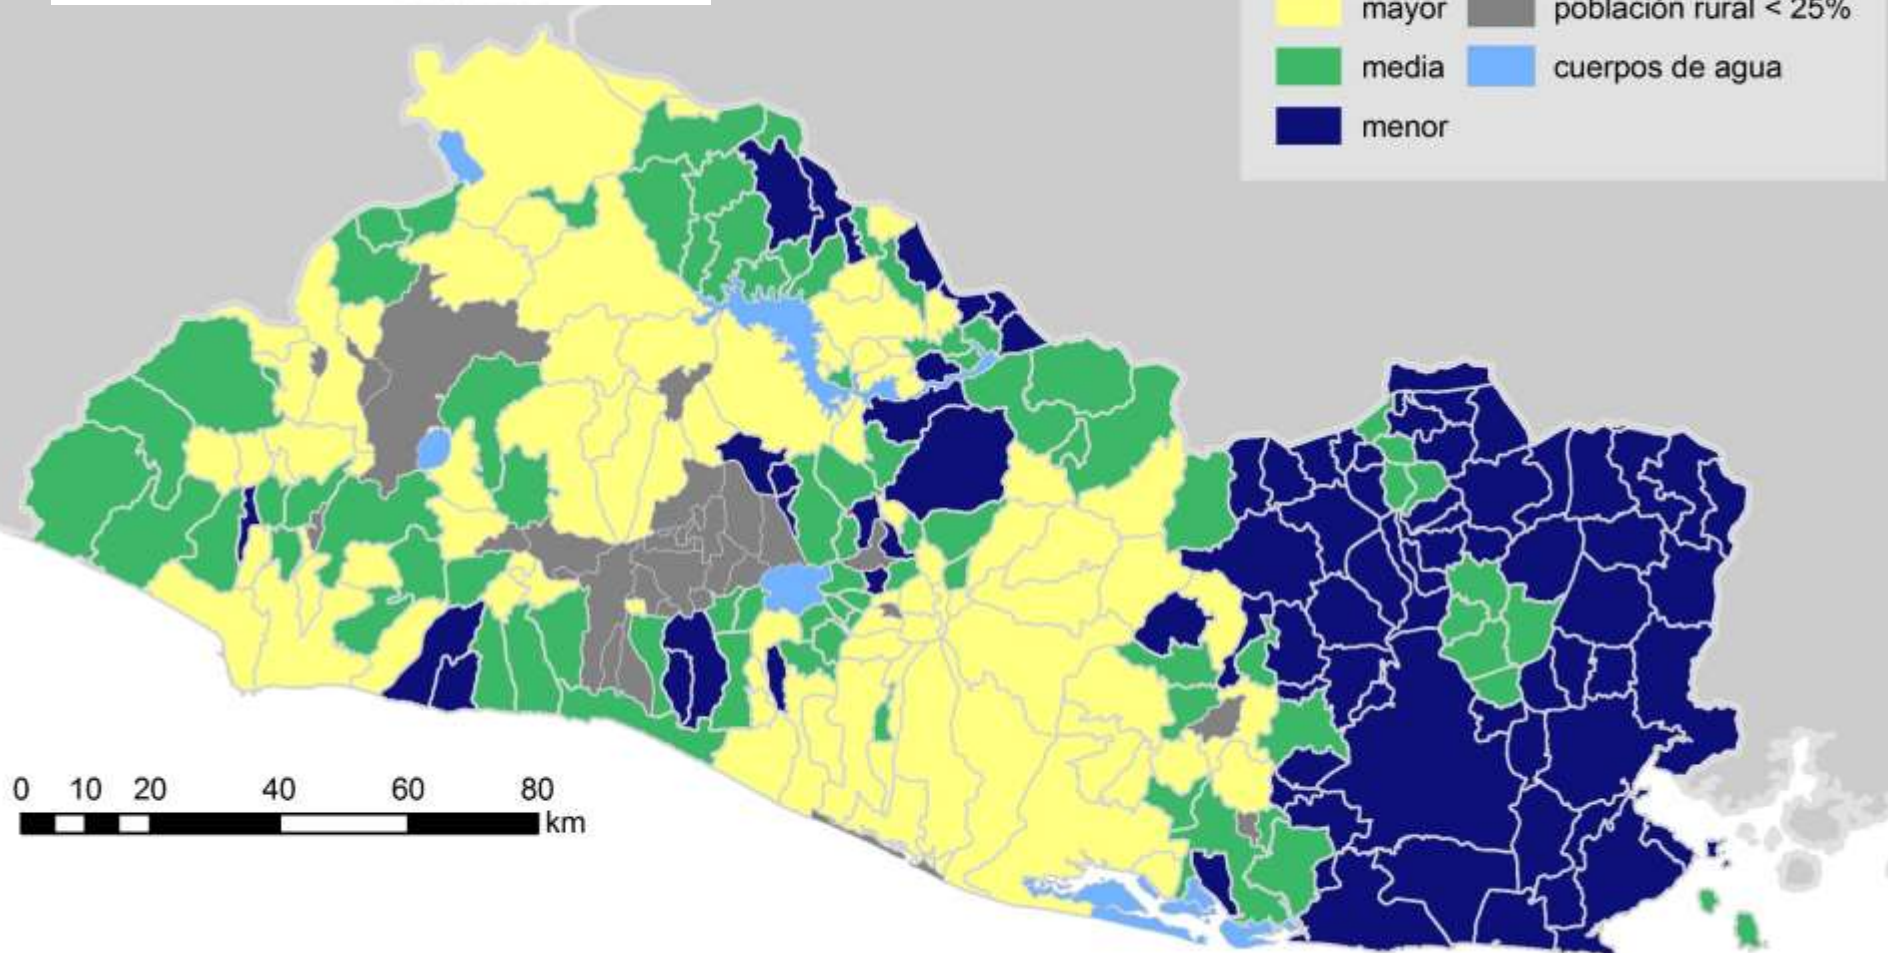 mayor
población rural < 25%
media
cuerpos de agua
menor
0 10 20 40 60 80
km